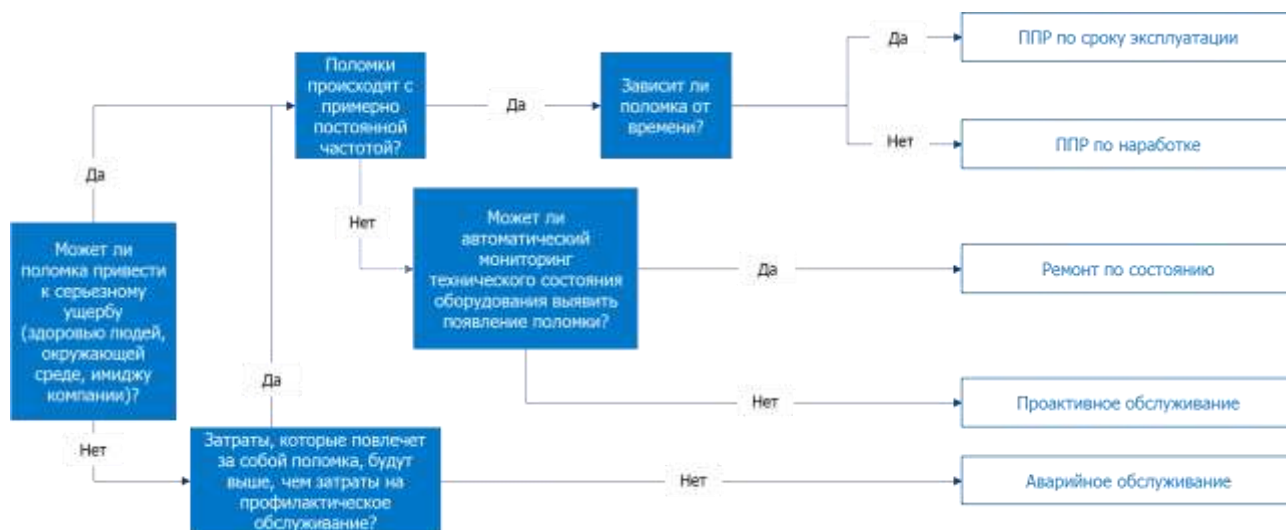 Поломки
происходят с
примерно
постоянной
частотой?
Да
Зависит ли
поломка от
времени?
Да
ППР по сроку эксплуатации
Нет
ППР по наработке
Да
Нет
Может ли
поломка привести
к серьезному
ущербу
(здоровью людей,
окружающей
среде, имиджу
компании)?
Может ли
автоматический
мониторинг
технического состояния
оборудования выявить
появление поломки?
Да
Ремонт по состоянию
Да
Нет
Проактивное обслуживание
Нет
Затраты, которые повлечет
за собой поломка, будут
выше, чем затраты на
профилактическое
обслуживание?
Нет
Аварийное обслуживание